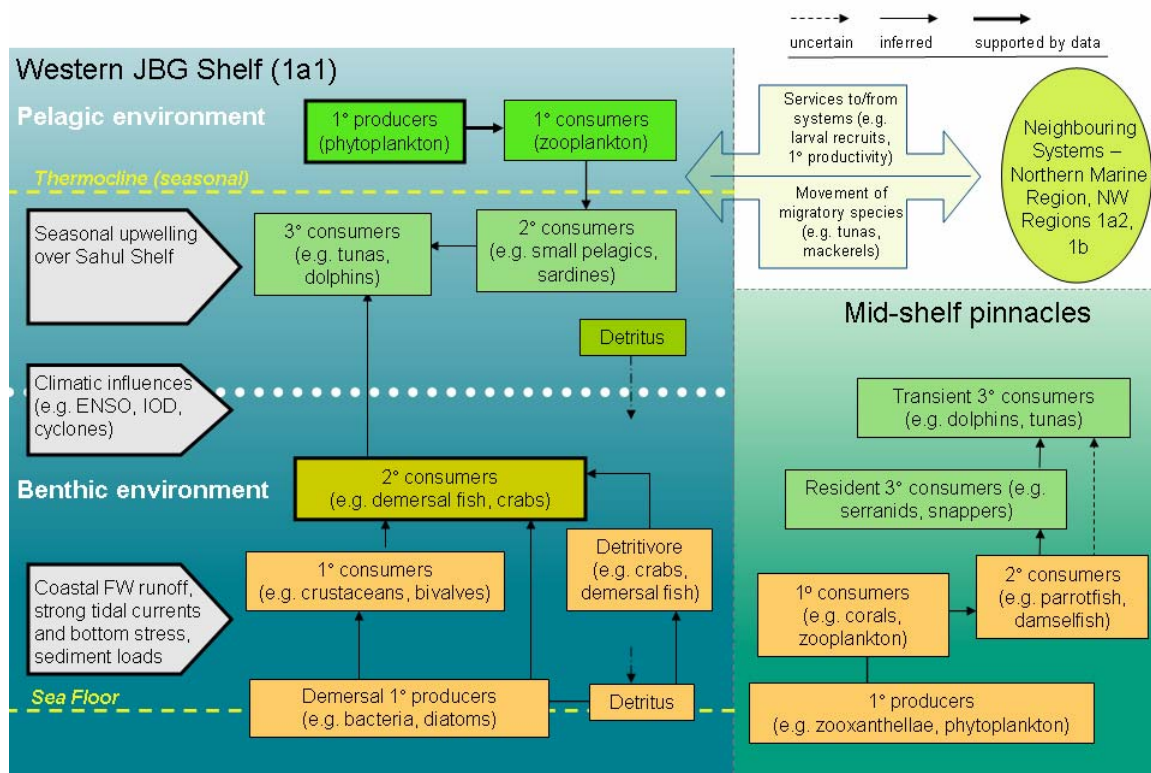 uncertain
inferred
supported by data
Western JBG Shelf (1a1)
Pelagic environment
1° producers
(phytoplankton)
1° consumers
(zooplankton)
Thermocline (seasonal)
Seasonal upwelling
over Sahul Shelf
3° consumers
(e.g. tunas,
dolphins)
2° consumers
(e.g. small pelagics,
sardines)
Detritus
Climatic influences
(e.g. ENSO, IOD,
cyclones)
Benthic environment
2° consumers
(e.g. demersal fish, crabs)
1° consumers
(e.g. crustaceans, bivalves)
Detritivore
(e.g. crabs,
demersal fish)
Coastal FW runoff,
strong tidal currents
and bottom stress,
sediment loads
Sea Floor
Demersal 1° producers
(e.g. bacteria, diatoms)
Detritus
Services to/from
systems (e.g.
larval recruits,
1° productivity)
Movement of
migratory species
(e.g. tunas,
mackerels)
Neighbouring
Systems –
Northern Marine
Region, NW
Regions 1a2,
1b
Mid-shelf pinnacles
Transient 3° consumers
(e.g. dolphins, tunas)
Resident 3° consumers (e.g.
serranids, snappers)
1º consumers
(e.g. corals,
zooplankton)
2° consumers
(e.g. parrotfish,
damselfish)
1° producers
(e.g. zooxanthellae, phytoplankton)